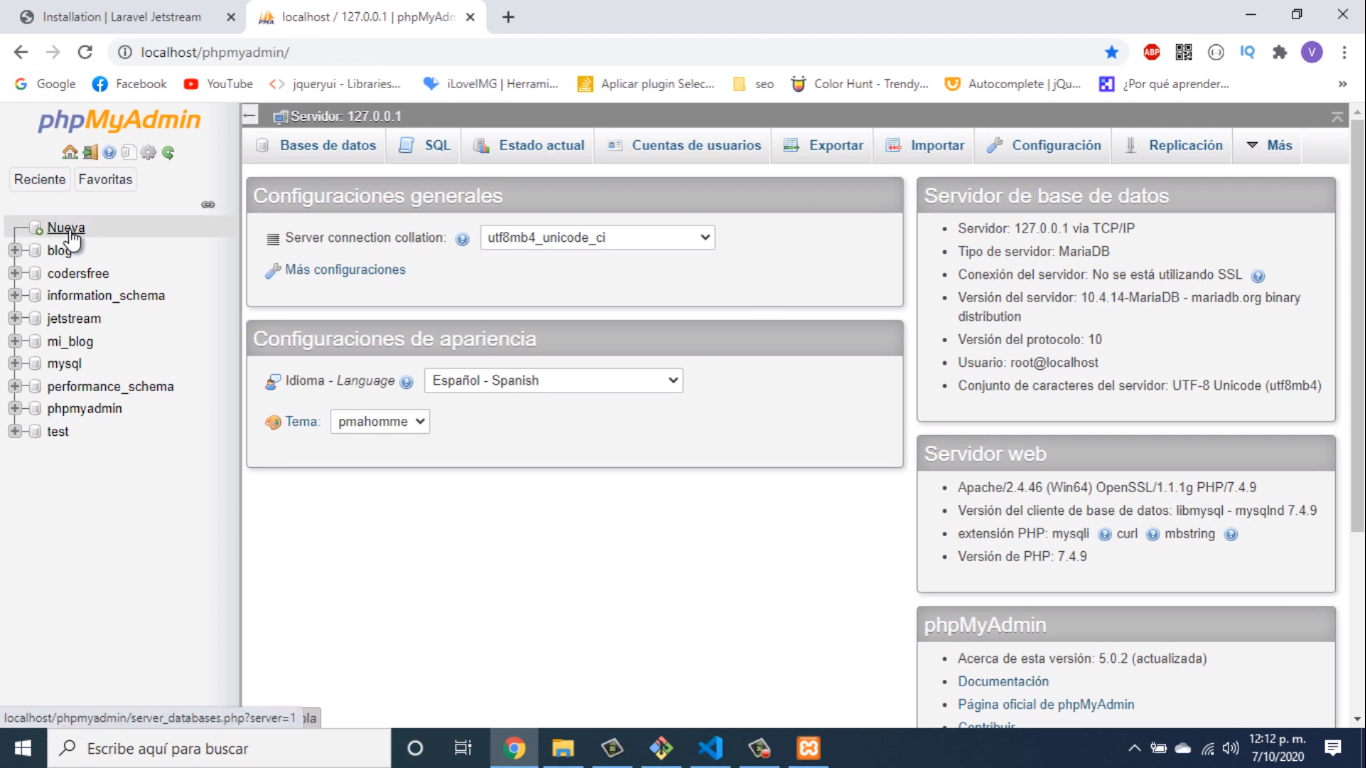 Installation | Laravel Jetstream
localhost / 127.0.0.1 | phpMyAdm
localhost/phpmyadmin/
ABP
IQ
V
Google
Facebook
YouTube
jqueryui - Libraries...
iLoveIMG | Herrami...
Aplicar plugin Selec...
seo
Color Hunt - Trendy...
Autocomplete | jQu...
¿Por qué aprender...
»
phpMyAdmin
Reciente
Favoritas
Nueva
blog
codersfree
information_schema
jetstream
mi_blog
mysql
performance_schema
phpmyadmin
test
Servidor: 127.0.0.1
Bases de datos
SQL
Estado actual
Cuentas de usuarios
Exportar
Importar
Configuración
Replicación
Más
Configuraciones generales
Server connection collation:
utf8mb4_unicode_ci
Más configuraciones
Configuraciones de apariencia
Idioma - Language
Español - Spanish
Tema:
pmahomme
Servidor de base de datos
• Servidor: 127.0.0.1 via TCP/IP
• Tipo de servidor: MariaDB
• Conexión del servidor: No se está utilizando SSL
• Versión del servidor: 10.4.14-MariaDB - mariadb.org binary
distribution
• Versión del protocolo: 10
• Usuario: root@localhost
• Conjunto de caracteres del servidor: UTF-8 Unicode (utf8mb4)
Servidor web
• Apache/2.4.46 (Win64) OpenSSL/1.1.1g PHP/7.4.9
• Versión del cliente de base de datos: libmysql - mysqlnd 7.4.9
• extensión PHP: mysqli curl mbstring
• Versión de PHP: 7.4.9
phpMyAdmin
• Acerca de esta versión: 5.0.2 (actualizada)
• Documentación
• Página oficial de phpMyAdmin
• Contribuir
localhost/phpmyadmin/server_databases.php?server=1
ola
Escribe aquí para buscar
12:12 p. m.
7/10/2020